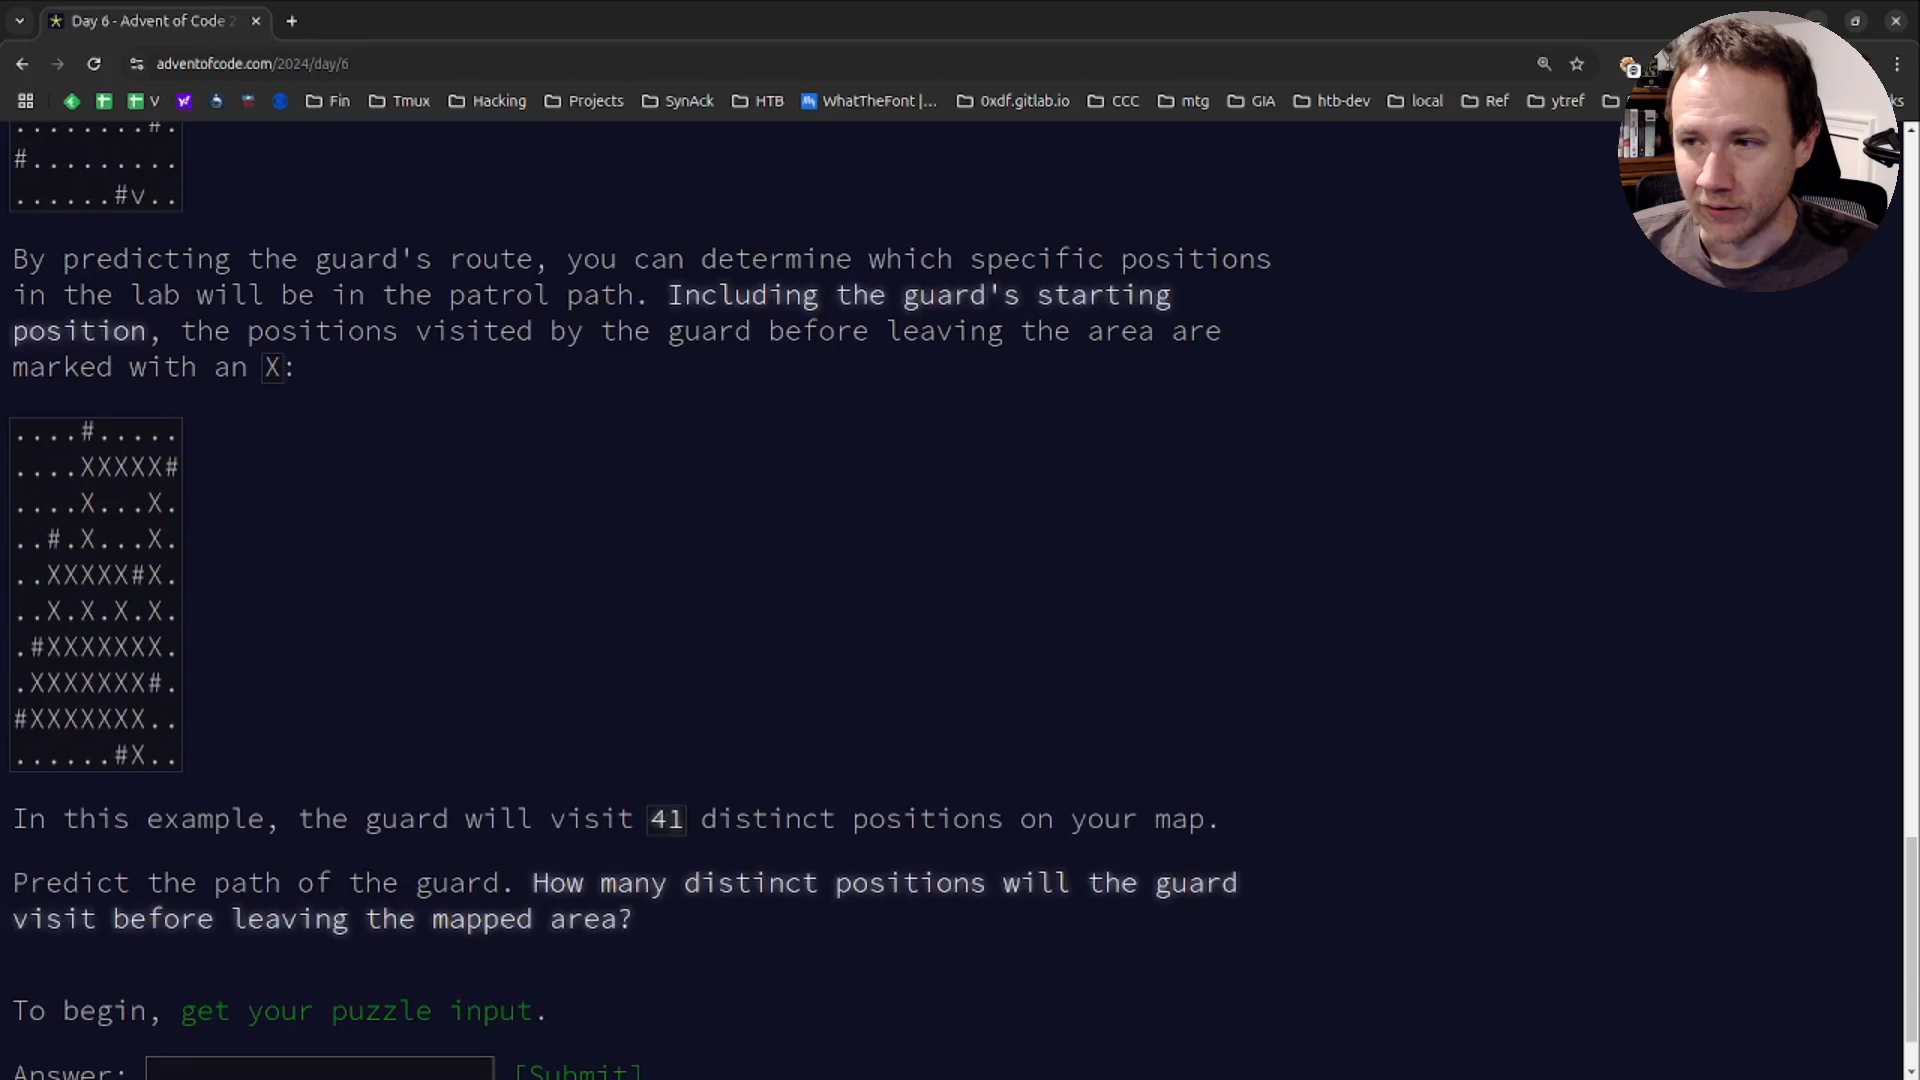 Day 6 - Advent of Code 2
adventofcode.com/2024/day/6
V
Fin
Tmux
Hacking
Projects
SynAck
HTB
WhatTheFont |...
0xdf.gitlab.io
CCC
mtg
GIA
htb-dev
local
Ref
ytref
........#.
#.........
......#v..
By predicting the guard's route, you can determine which specific positions
in the lab will be in the patrol path. Including the guard's starting
position, the positions visited by the guard before leaving the area are
marked with an X:
....#.....
....XXXXX#
....X...X.
..#.X...X.
..XXXXX#X.
..X.X.X.X.
.#XXXXXXX.
.XXXXXXX#.
#XXXXXXX..
......#X..
In this example, the guard will visit 41 distinct positions on your map.
Predict the path of the guard. How many distinct positions will the guard
visit before leaving the mapped area?
To begin, get your puzzle input.
Answer:
[Submit]